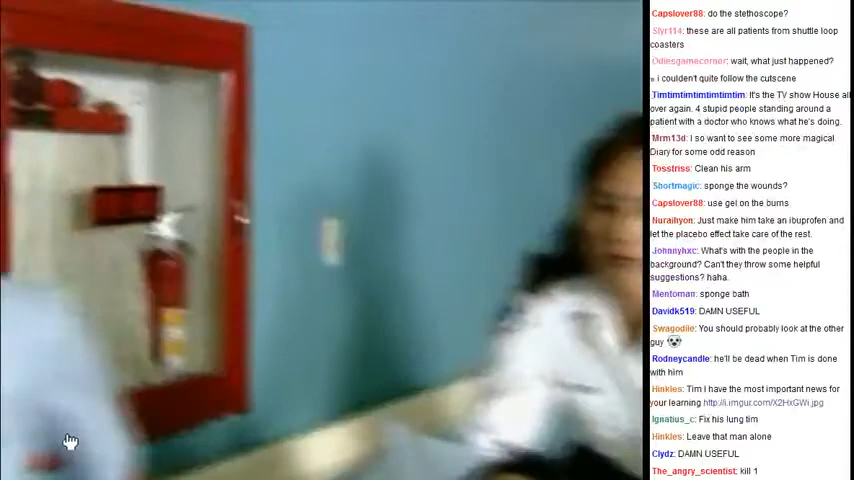 Capslover88: do the stethoscope?
Slyr114: these are all patients from shuttle loop
coasters
Odiesgamecorner: wait, what just happened?
i couldn't quite follow the cutscene
Timtimtimtimtimtimtim: It's the TV show House all
over again. 4 stupid people standing around a
patient with a doctor who knows what he's doing.
Mrm13d: I so want to see some more magical
Diary for some odd reason
Tosstriss: Clean his arm
Shortmagic: sponge the wounds?
Capslover88: use gel on the burns
Nuraihyon: Just make him take an ibuprofen and
let the placebo effect take care of the rest.
Johnnyhxc: What's with the people in the
background? Can't they throw some helpful
suggestions? haha.
Mentoman: sponge bath
Davidk519: DAMN USEFUL
Swagodile: You should probably look at the other
guy
Rodneycandle: he'll be dead when Tim is done
with him
Hinkles: Tim I have the most important news for
your learning http://i.imgur.com/X2HxGWi.jpg
Ignatius_c: Fix his lung tim
Hinkles: Leave that man alone
Clydz: DAMN USEFUL
The_angry_scientist: kill 1